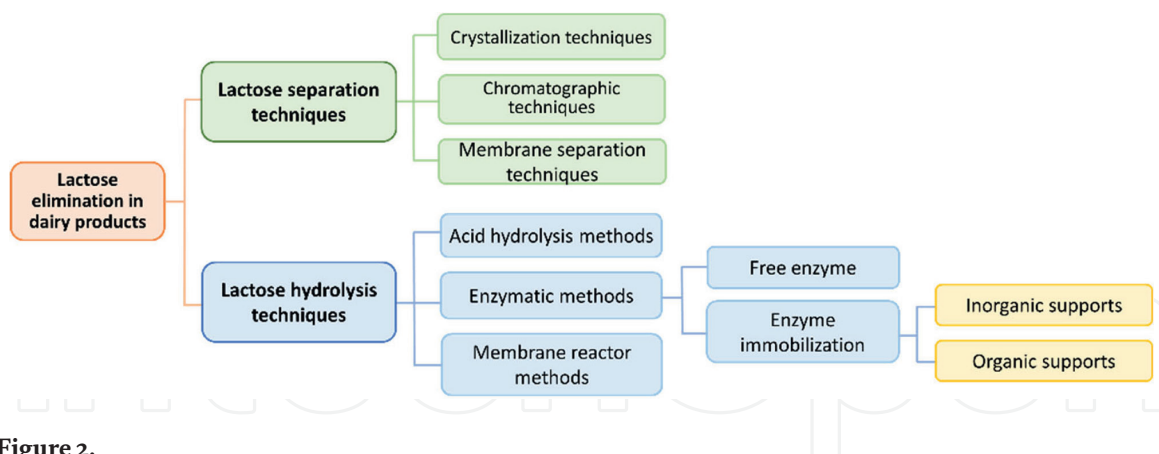 Crystallization techniques
Lactose separation
techniques
Chromatographic
techniques
Membrane separation
techniques
Lactose
elimination in
dairy products
Acid hydrolysis methods
Lactose hydrolysis
techniques
Enzymatic methods
Membrane reactor
methods
Free enzyme
Enzyme
immobilization
Inorganic supports
Organic supports
Figure 2.